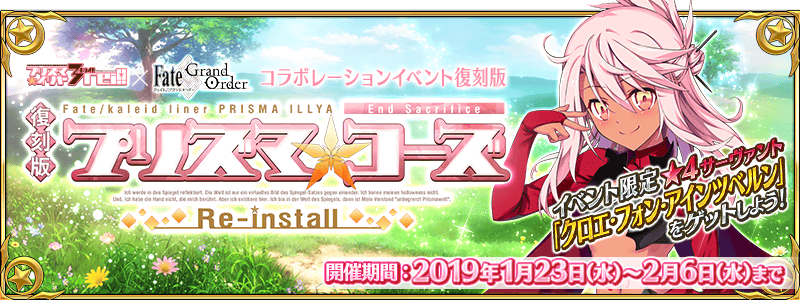 プリズマ☆イリヤ3rei!! × Fate/Grand Order コラボレーションイベント復刻版
Fate/kaleid liner PRISMA ILLYA End Sacrifice
復刻版
プリズマ☆コーズ
Re-install
イベント限定 ★4サーヴァント
「クロエ・フォン・アインツベルン」
をゲットしよう!
開催期間:2019年1月23日(水)~2月6日(水)まで